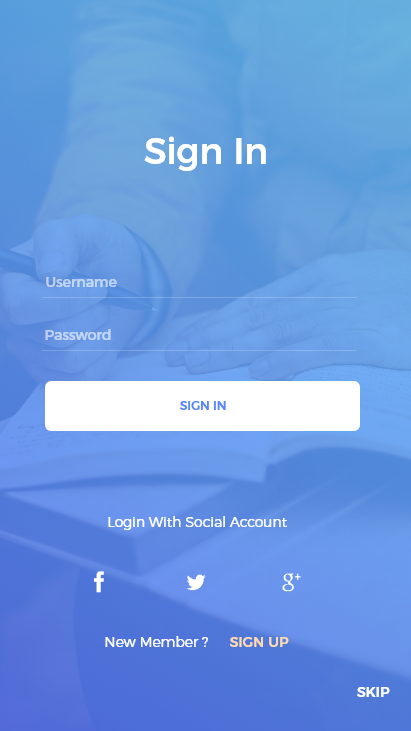 Sign In
Username
Password
SIGN IN
Login With Social Account
New Member ? SIGN UP
SKIP